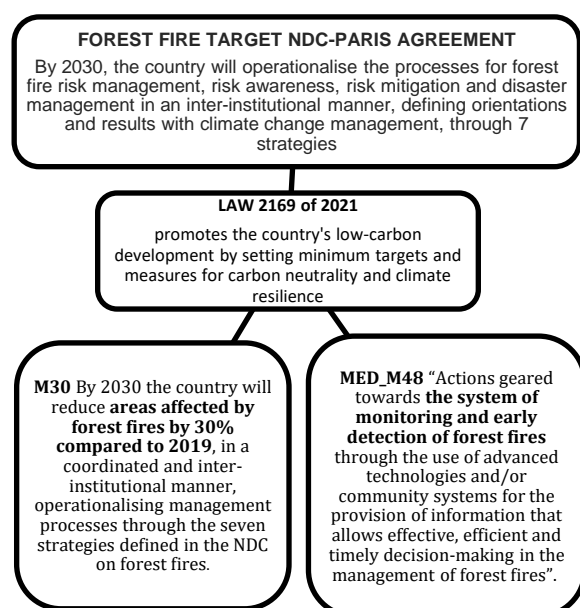 FOREST FIRE TARGET NDC-PARIS AGREEMENT
By 2030, the country will operationalise the processes for forest
fire risk management, risk awareness, risk mitigation and disaster
management in an inter-institutional manner, defining orientations
and results with climate change management, through 7
strategies
LAW 2169 of 2021
promotes the country's low-carbon
development by setting minimum targets and
measures for carbon neutrality and climate
resilience
M30 By 2030 the country will
reduce areas affected by
forest fires by 30%
compared to 2019, in a
coordinated and inter-
institutional manner,
operationalising management
processes through the seven
strategies defined in the NDC
on forest fires.
MED_M48 “Actions geared
towards the system of
monitoring and early
detection of forest fires
through the use of advanced
technologies and/or
community systems for the
provision of information that
allows effective, efficient and
timely decision-making in the
management of forest fires”.